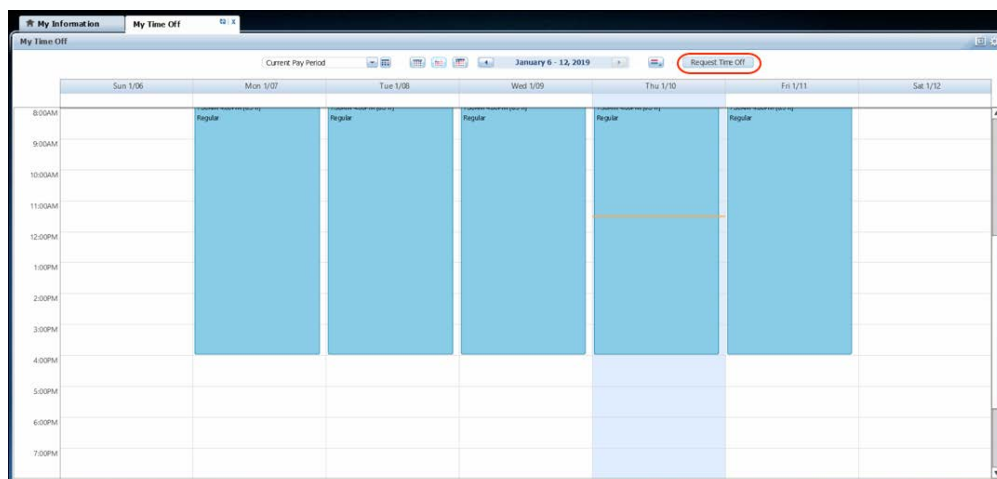 My Information My Time Off X
My Time Off
Current Pay Period January 6 - 12, 2019 Request Time Off
Sun 1/06 Mon 1/07 Tue 1/08 Wed 1/09 Thu 1/10 Fri 1/11 Sat 1/12
8:00AM
Regular Regular Regular Regular Regular
9:00AM
10:00AM
11:00AM
12:00PM
1:00PM
2:00PM
3:00PM
4:00PM
5:00PM
6:00PM
7:00PM